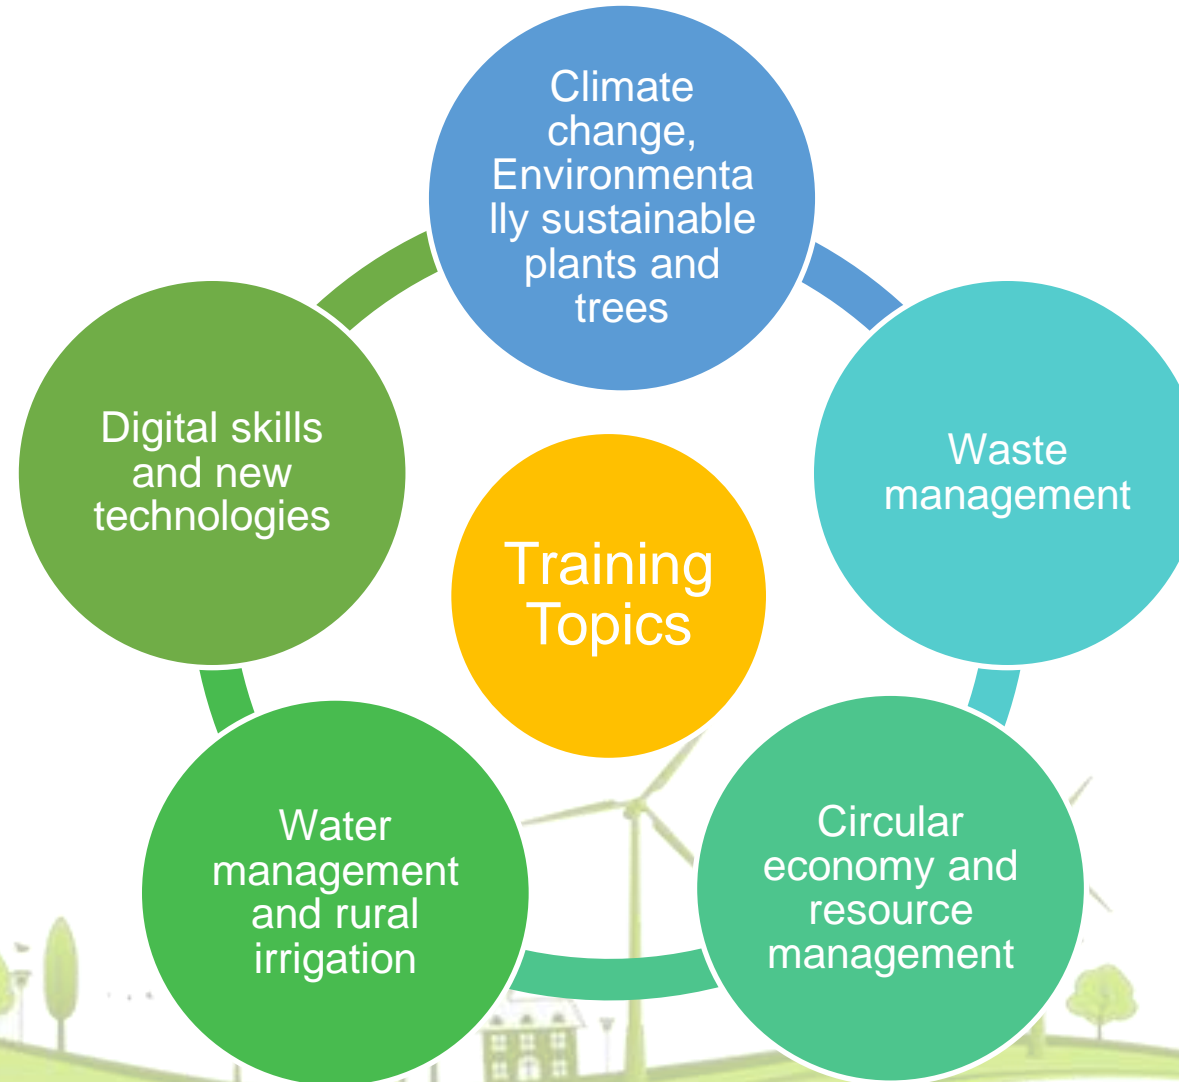 Climate
change,
Environmenta
lly sustainable
plants and
trees
Digital skills
and new
technologies
Waste
management
Training
Topics
Water
management
and rural
irrigation
Circular
economy and
resource
management